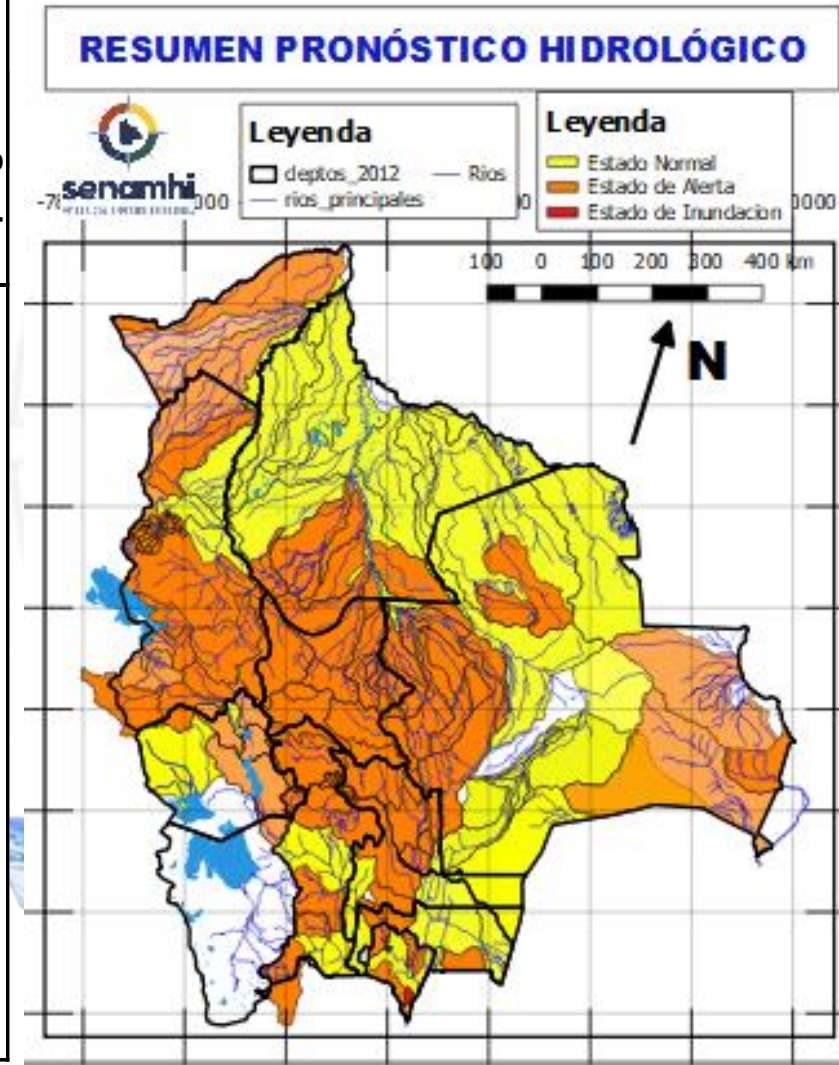 RESUMEN PRONÓSTICO HIDROLÓGICO
senamhi
Leyenda
deptos_2012
Rios
rios_principales
Leyenda
Estado Normal
Estado de Alerta
Estado de Inundacion
100 0 100 200 300 400 km
N